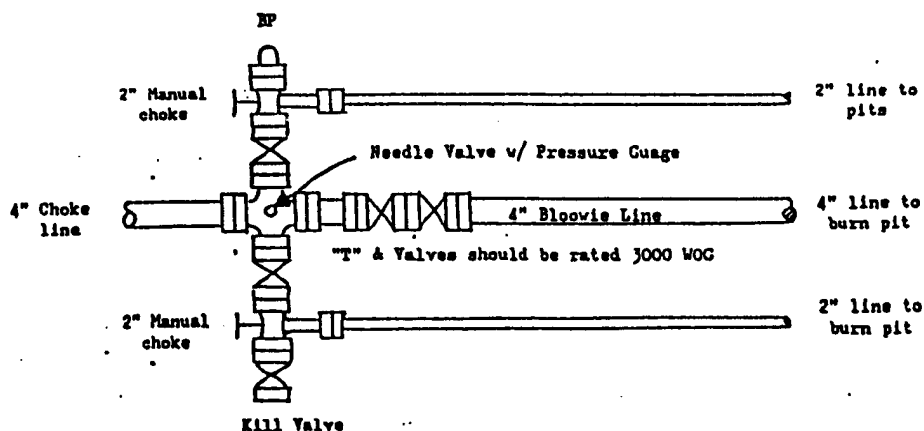 BP
2" Manual
choke
2" line to
pits
Needle Valve w/ Pressure Guage
4" Choke
line
4" Bloowie Line
4" line to
burn pit
"T" & Valves should be rated 3000 WOG
2" Manual
choke
2" line to
burn pit
Kill Valve